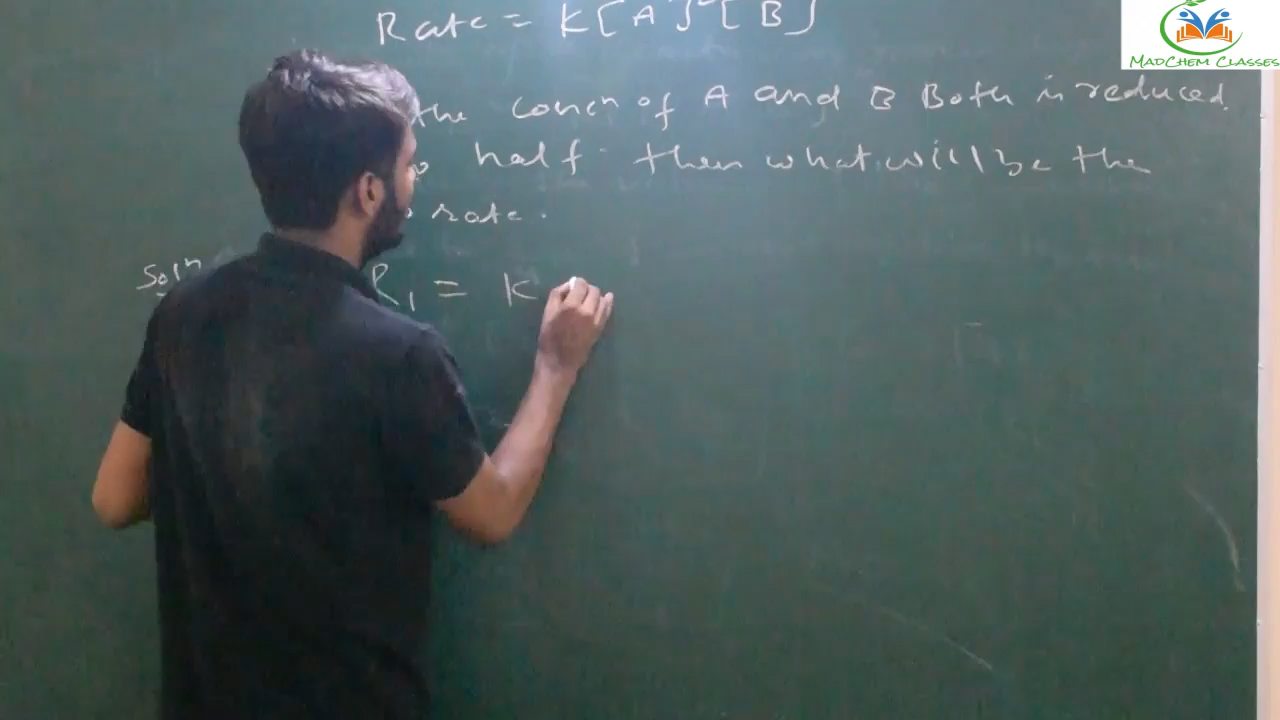 Rate = K[A]²[B]
MADCHEM CLASSES
the concn of A and B Both is reduced.
half. then what will be the
rate.
Soln
R₁ = K